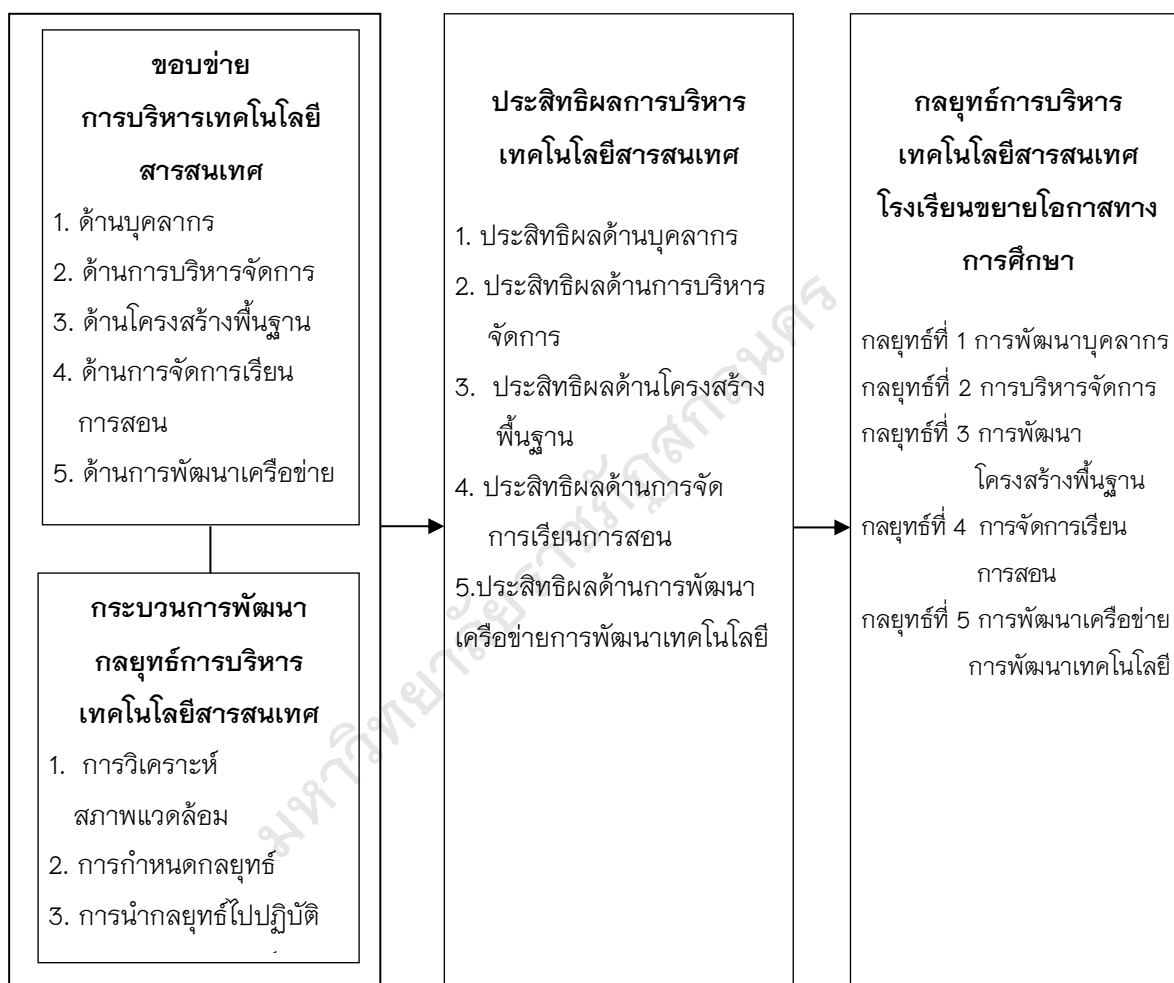 ขอบข่าย
การบริหารเทคโนโลยี
สารสนเทศ
1. ด้านบุคลากร
2. ด้านการบริหารจัดการ
3. ด้านโครงสร้างพื้นฐาน
4. ด้านการจัดการเรียน
การสอน
5. ด้านการพัฒนาเครือข่าย
กระบวนการพัฒนา
กลยุทธ์การบริหาร
เทคโนโลยีสารสนเทศ
1. การวิเคราะห์
สภาพแวดล้อม
2. การกำหนดกลยุทธ์
3. การนำกลยุทธ์ไปปฏิบัติ
ประสิทธิผลการบริหาร
เทคโนโลยีสารสนเทศ
1. ประสิทธิผลด้านบุคลากร
2. ประสิทธิผลด้านการบริหาร
จัดการ
3. ประสิทธิผลด้านโครงสร้าง
พื้นฐาน
4. ประสิทธิผลด้านการจัด
การเรียนการสอน
5.ประสิทธิผลด้านการพัฒนา
เครือข่ายการพัฒนาเทคโนโลยี
กลยุทธ์การบริหาร
เทคโนโลยีสารสนเทศ
โรงเรียนขยายโอกาสทาง
การศึกษา
กลยุทธ์ที่ 1 การพัฒนาบุคลากร
กลยุทธ์ที่ 2 การบริหารจัดการ
กลยุทธ์ที่ 3 การพัฒนา
โครงสร้างพื้นฐาน
กลยุทธ์ที่ 4 การจัดการเรียน
การสอน
กลยุทธ์ที่ 5 การพัฒนาเครือข่าย
การพัฒนาเทคโนโลยี
มหาวิทยาลัยราชภัฏสกลนคร